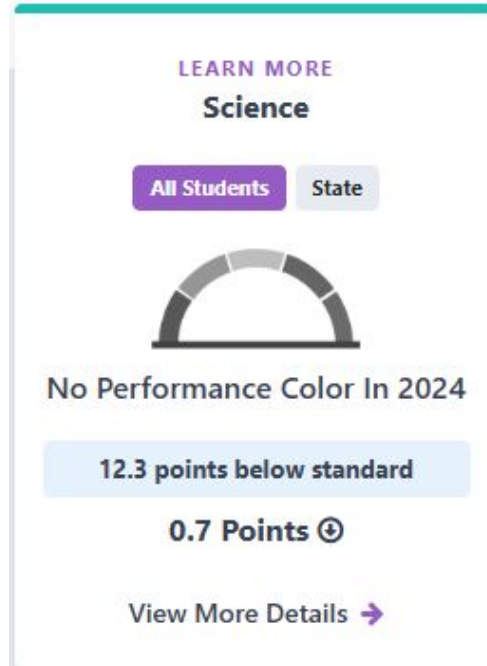 LEARN MORE
Science
All Students State
No Performance Color In 2024
12.3 points below standard
0.7 Points
View More Details